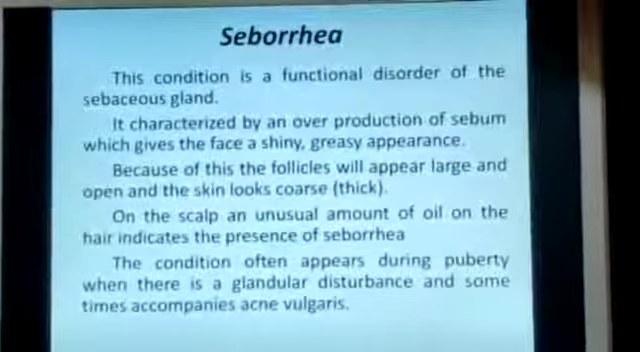 Seborrhea
This condition is a functional disorder of the
sebaceous gland.
It characterized by an over production of sebum
which gives the face a shiny, greasy appearance.
Because of this the follicles will appear large and
open and the skin looks coarse (thick).
On the scalp an unusual amount of oil on the
hair indicates the presence of seborrhea
The condition often appears during puberty
when there is a glandular disturbance and some
times accompanies acne vulgaris.